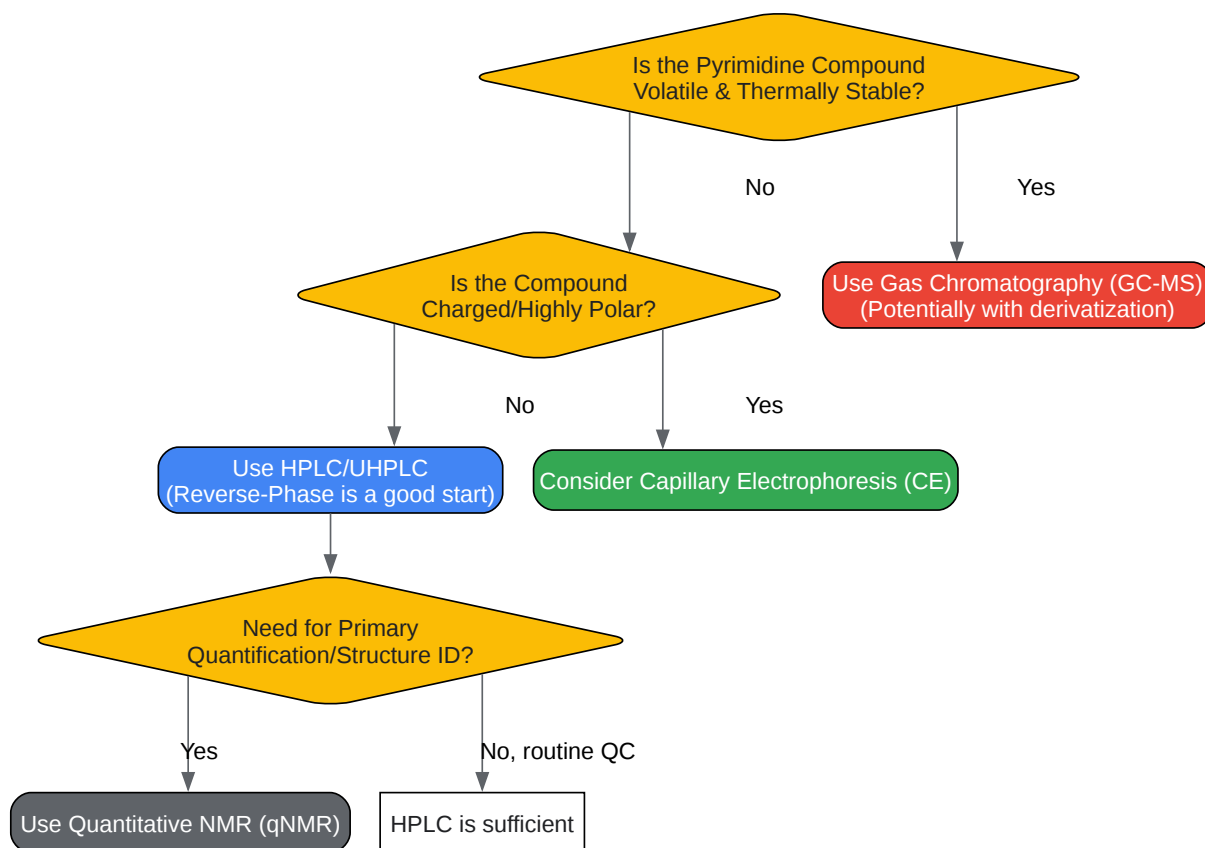 Is the Pyrimidine Compound
Volatile & Thermally Stable?
No
Yes
Is the Compound
Charged/Highly Polar?
Use Gas Chromatography (GC-MS)
(Potentially with derivatization)
No
Yes
Use HPLC/UHPLC
(Reverse-Phase is a good start)
Consider Capillary Electrophoresis (CE)
Need for Primary
Quantification/Structure ID?
Yes
No, routine QC
Use Quantitative NMR (qNMR)
HPLC is sufficient